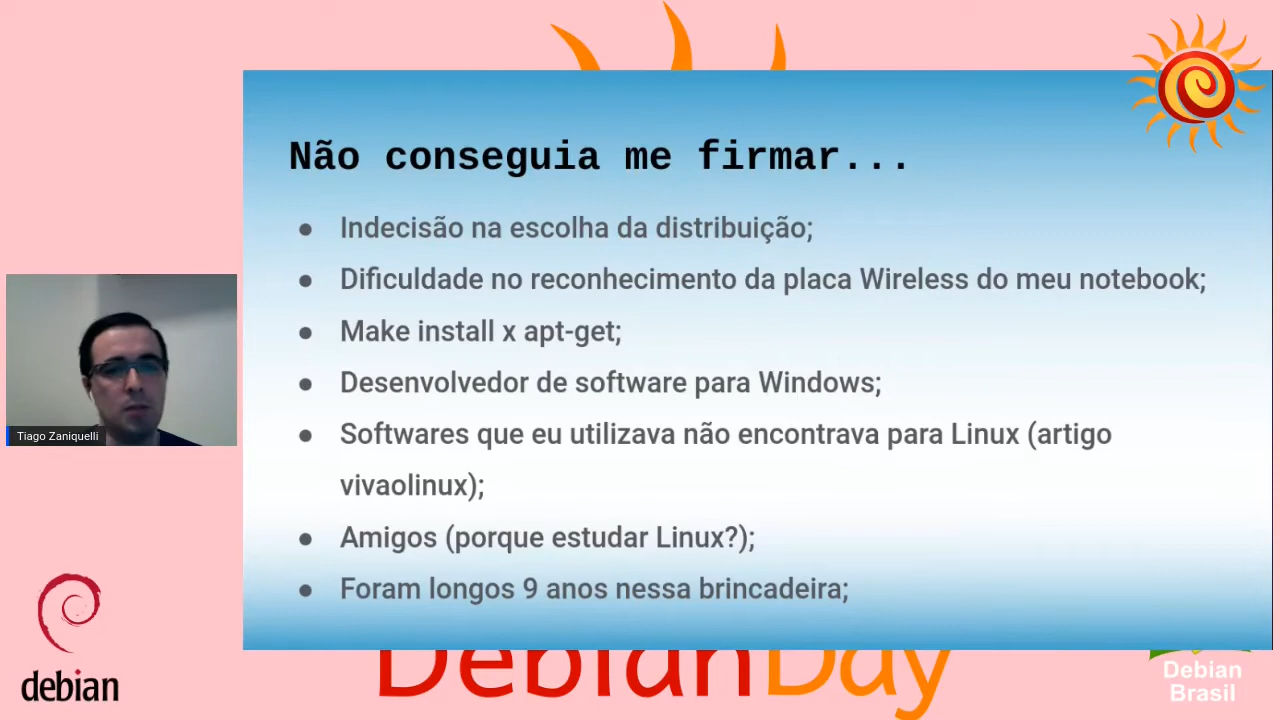 Não conseguia me firmar...
● Indecisão na escolha da distribuição;
● Dificuldade no reconhecimento da placa Wireless do meu notebook;
● Make install x apt-get;
● Desenvolvedor de software para Windows;
● Softwares que eu utilizava não encontrava para Linux (artigo
vivaolinux);
● Amigos (porque estudar Linux?);
● Foram longos 9 anos nessa brincadeira;
Tiago Zaniquelli
debian
DebianDay
Debian
Brasil